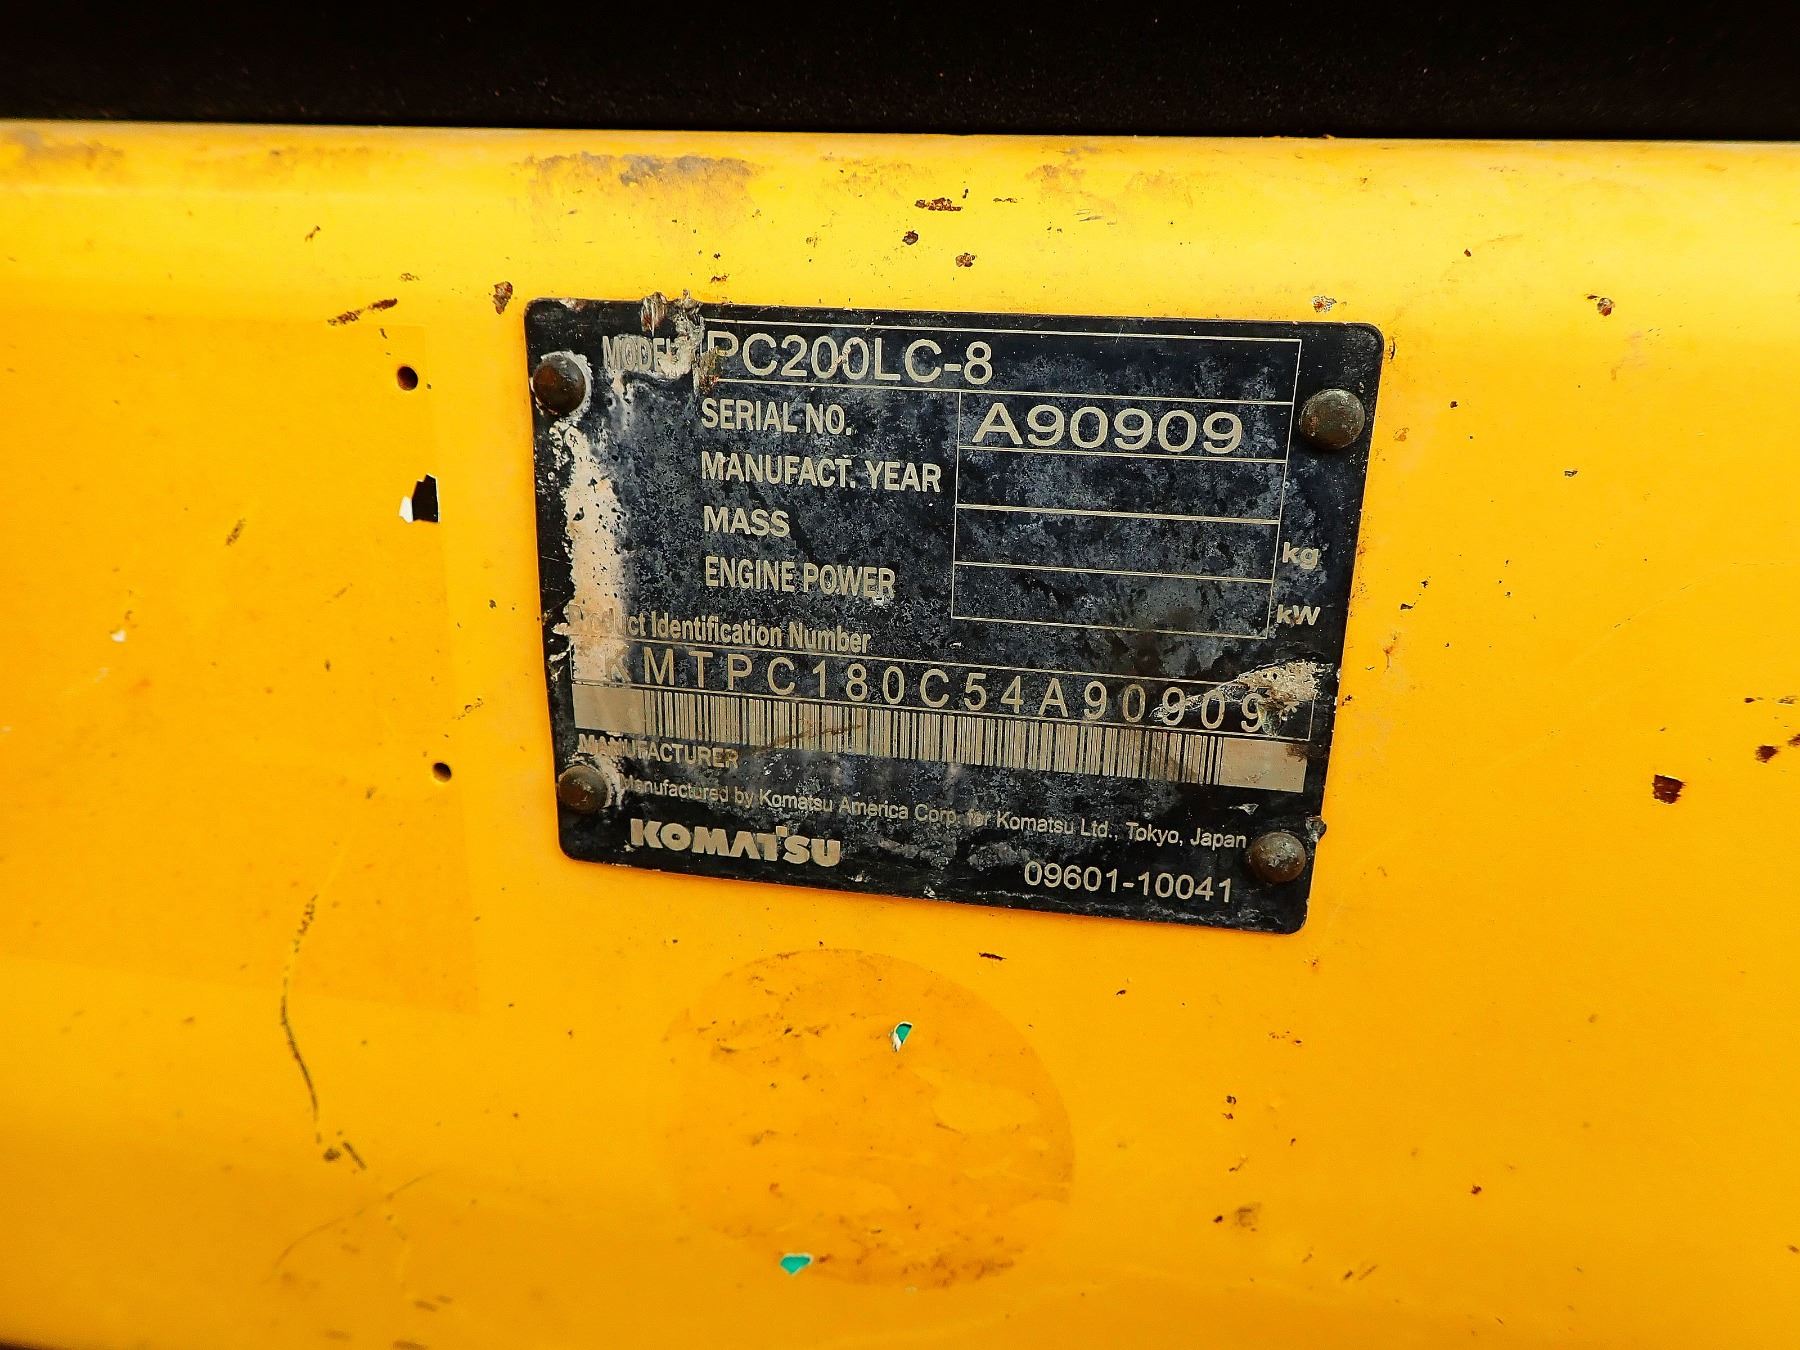 MODEL PC200LC-8
SERIAL NO. A90909
MANUFACT. YEAR
MASS kg
ENGINE POWER kW
Product Identification Number
KMTPC180C54A90909
MANUFACTURER
Manufactured by Komatsu America Corp. for Komatsu Ltd., Tokyo, Japan
KOMATSU 09601-10041